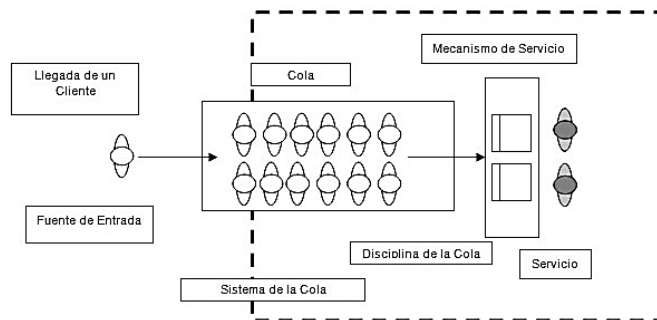 Mecanismo de Servicio
Llegada de un
Cliente
Cola
Fuente de Entrada
Disciplina de la Cola
Servicio
Sistema de la Cola